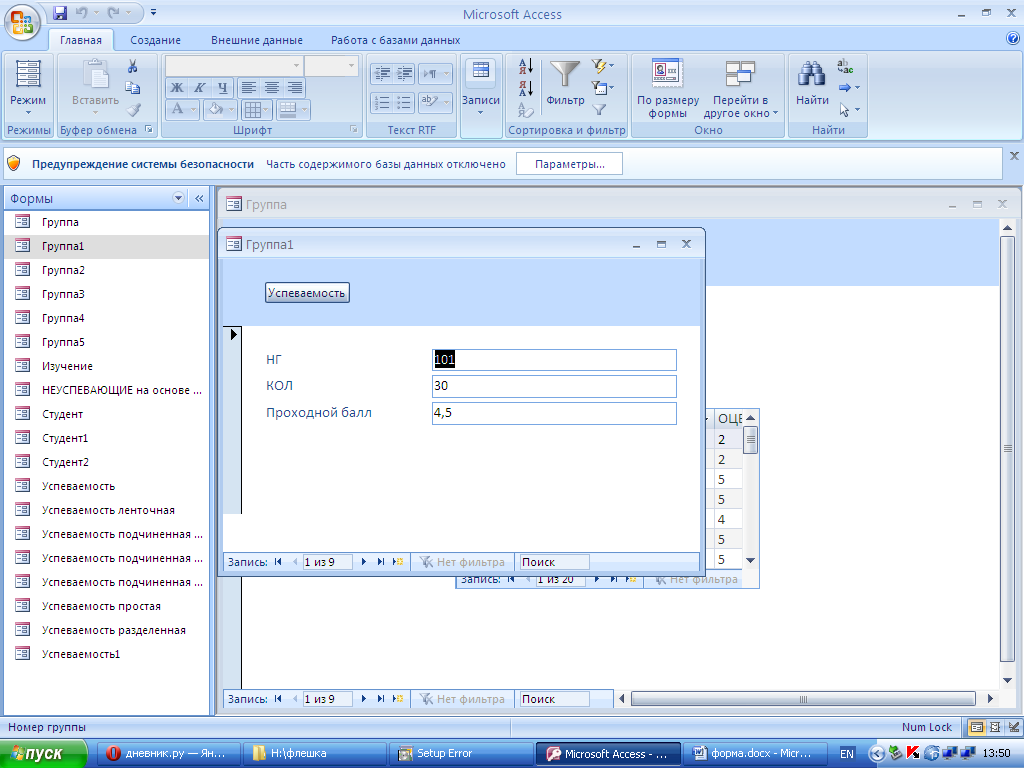 Microsoft Access
Главная Создание Внешние данные Работа с базами данных
Режим
Режимы
Вставить
Буфер обмена
Ж К Ч
А
Шрифт
Текст RTF
Записи
Фильтр
Сортировка и фильтр
По размеру формы
Перейти в другое окно
Окно
Найти
Найти
Предупреждение системы безопасности Часть содержимого базы данных отключено Параметры...
Формы
Группа
Группа1
Группа2
Группа3
Группа4
Группа5
Изучение
НЕУСПЕВАЮЩИЕ на основе ...
Студент
Студент1
Студент2
Успеваемость
Успеваемость ленточная
Успеваемость подчиненная ...
Успеваемость подчиненная ...
Успеваемость подчиненная ...
Успеваемость простая
Успеваемость разделенная
Успеваемость1
Группа
Группа1
Успеваемость
НГ 101
КОЛ 30
Проходной балл 4,5
Запись: 1 из 9 Нет фильтра Поиск
ОЦЕ
2
2
5
5
4
5
5
Запись: 1 из 20 Нет фильтра
Запись: 1 из 9 Нет фильтра Поиск
Номер группы Num Lock
пуск дневник.ру — Ян... H:\флешка Setup Error Microsoft Access - ... форма.docx - Micr... EN 13:50